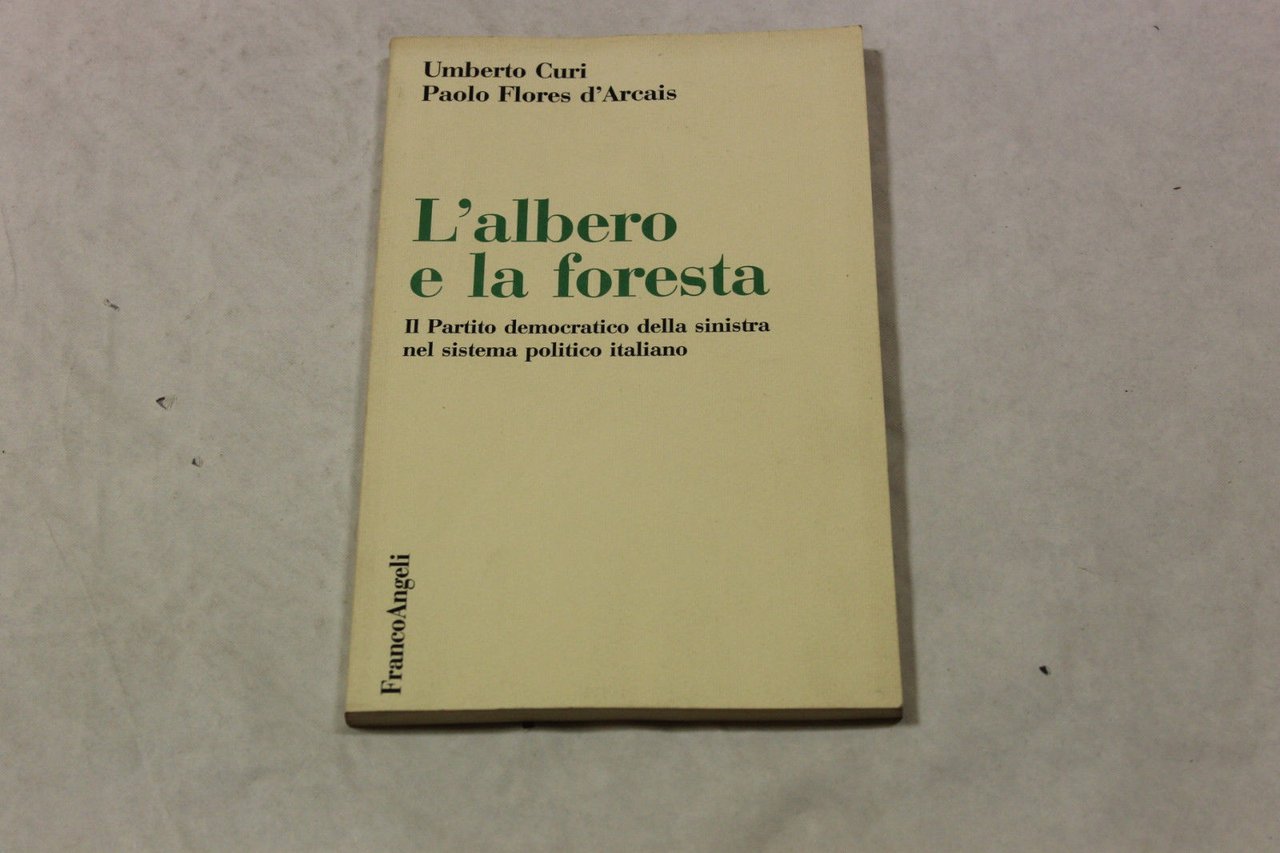 Umberto Curi
Paolo Flores d'Arcais
L'albero
e la foresta
Il Partito democratico della sinistra
nel sistema politico italiano
FrancoAngeli